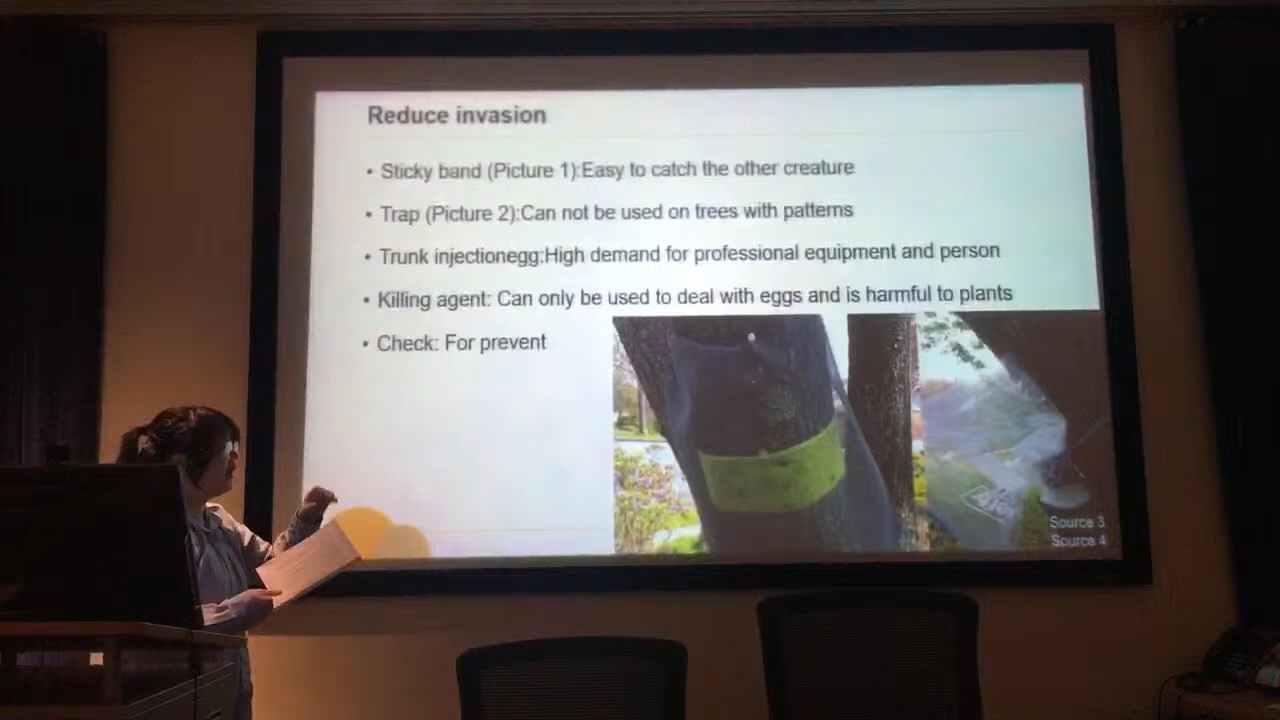 Reduce invasion
• Sticky band (Picture 1):Easy to catch the other creature
• Trap (Picture 2):Can not be used on trees with patterns
• Trunk injectionegg:High demand for professional equipment and person
• Killing agent: Can only be used to deal with eggs and is harmful to plants
• Check: For prevent
Source 3
Source 4